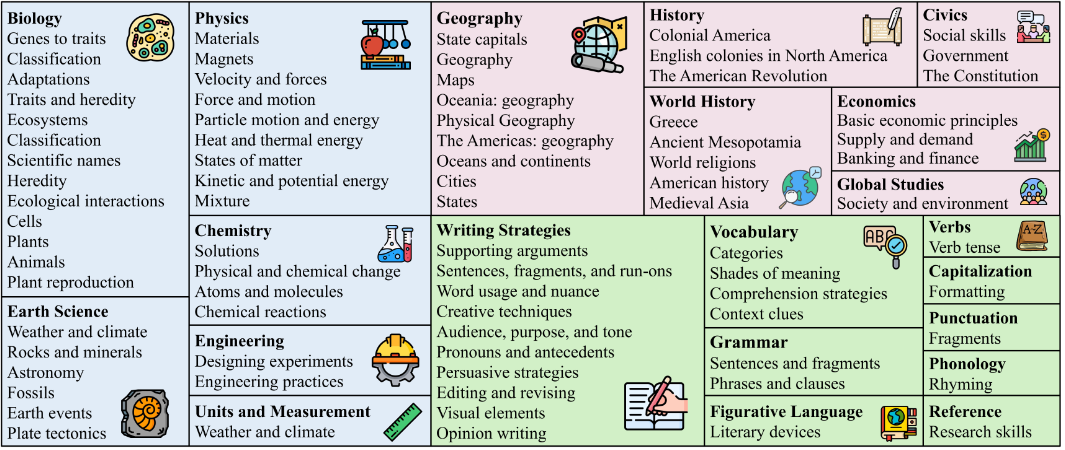 Biology
Genes to traits
Classification
Adaptations
Traits and heredity
Ecosystems
Classification
Scientific names
Heredity
Ecological interactions
Cells
Plants
Animals
Plant reproduction
Earth Science
Weather and climate
Rocks and minerals
Astronomy
Fossils
Earth events
Plate tectonics
Physics
Materials
Magnets
Velocity and forces
Force and motion
Particle motion and energy
Heat and thermal energy
States of matter
Kinetic and potential energy
Mixture
Chemistry
Solutions
Physical and chemical change
Atoms and molecules
Chemical reactions
Engineering
Designing experiments
Engineering practices
Units and Measurement
Weather and climate
Geography
State capitals
Geography
Maps
Oceania: geography
Physical Geography
The Americas: geography
Oceans and continents
Cities
States
History
Colonial America
English colonies in North America
The American Revolution
Civics
Social skills
Government
The Constitution
World History
Greece
Ancient Mesopotamia
World religions
American history
Medieval Asia
Economics
Basic economic principles
Supply and demand
Banking and finance
$
Global Studies
Society and environment
Writing Strategies
Supporting arguments
Sentences, fragments, and run-ons
Word usage and nuance
Creative techniques
Audience, purpose, and tone
Pronouns and antecedents
Persuasive strategies
Editing and revising
Visual elements
Opinion writing
Vocabulary
Categories
Shades of meaning
Comprehension strategies
Context clues
ABC
Grammar
Sentences and fragments
Phrases and clauses
Figurative Language
Literary devices
Verbs
Verb tense
A-Z
Capitalization
Formatting
Punctuation
Fragments
Phonology
Rhyming
Reference
Research skills